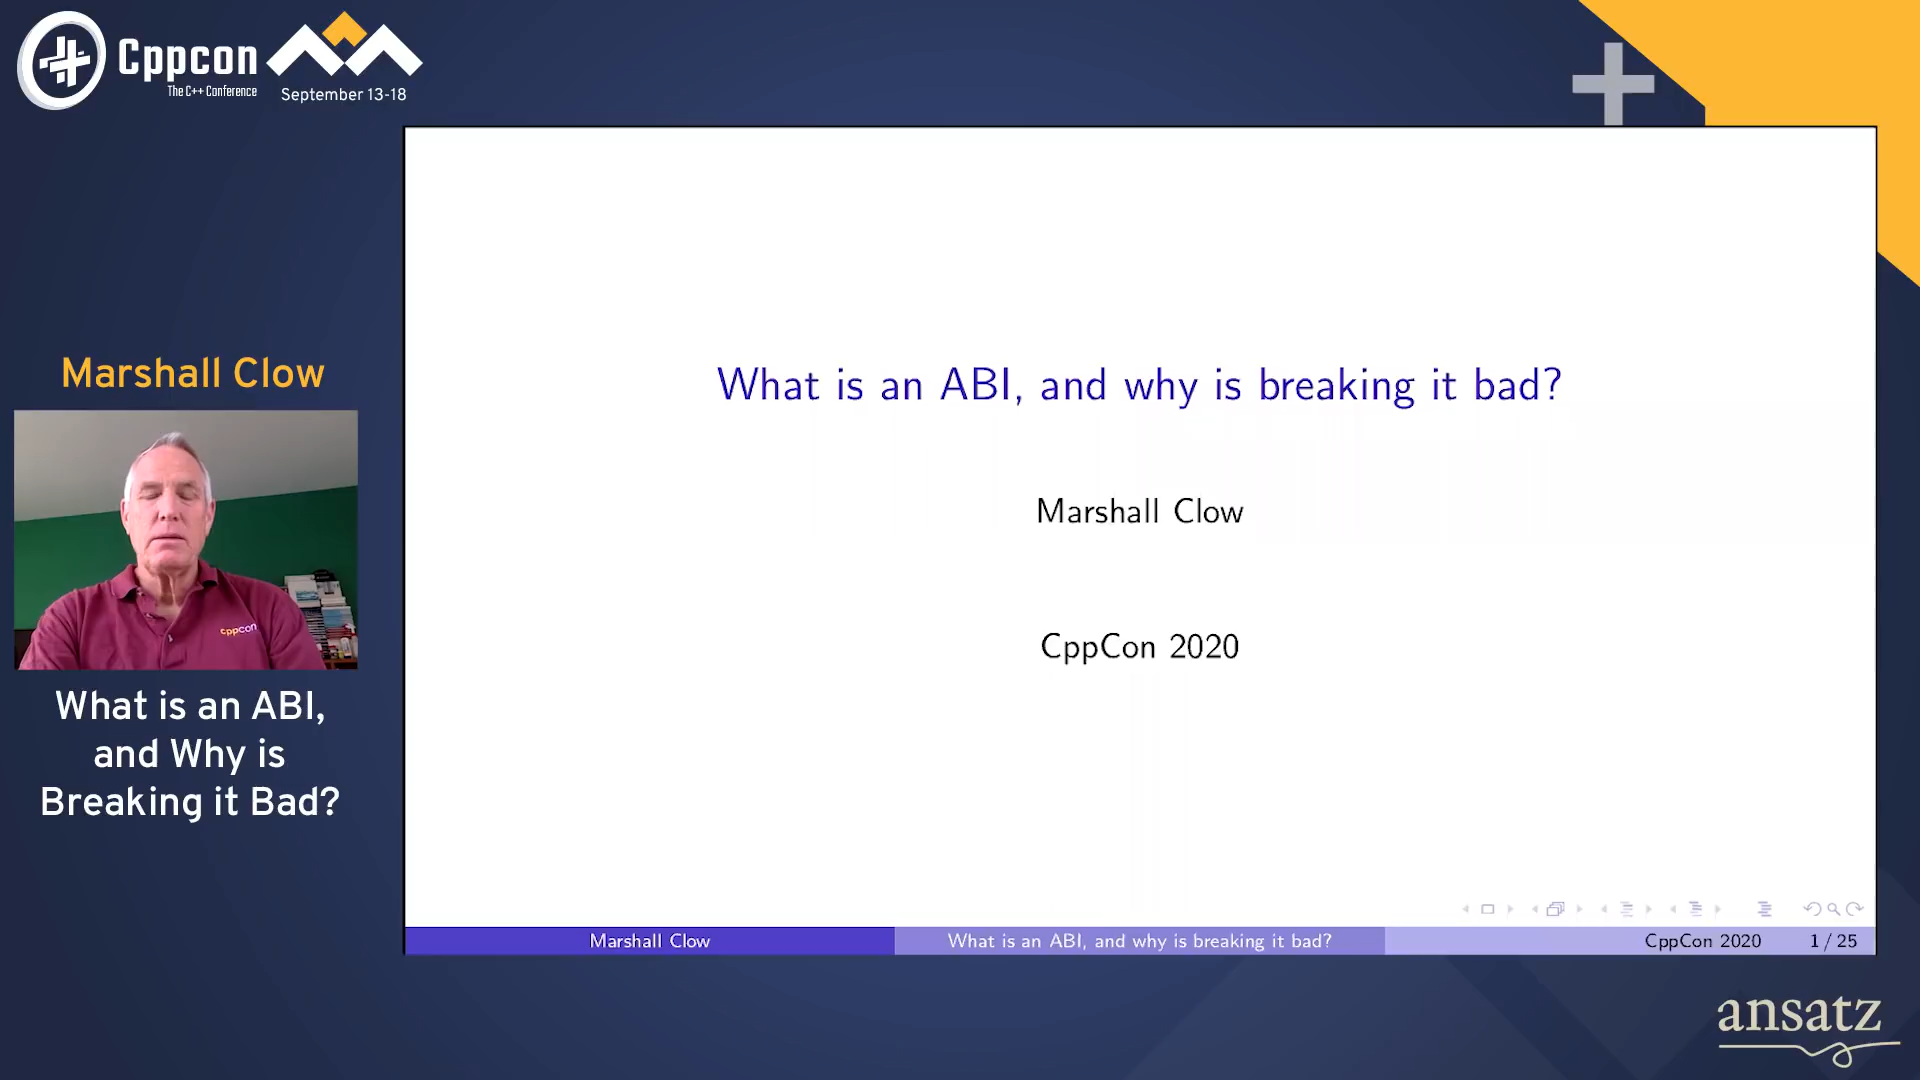 Cppcon
The C++ Conference
September 13-18
Marshall Clow
cppcon
What is an ABI,
and Why is
Breaking it Bad?
What is an ABI, and why is breaking it bad?
Marshall Clow
CppCon 2020
Marshall Clow
What is an ABI, and why is breaking it bad?
CppCon 2020
1 / 25
ansatz